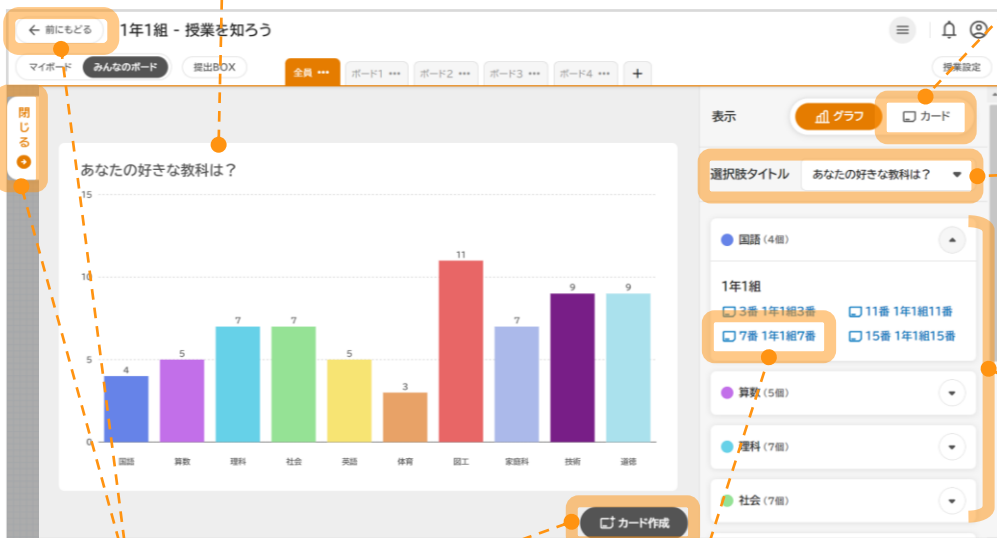 ← 前にもどる 1年1組 - 授業を知ろう
マイボード みんなのボード 提出BOX 全員 ••• ボード1 ••• ボード2 ••• ボード3 ••• ボード4 ••• + 授業設定
閉じる
表示 グラフ カード
選択肢タイトル あなたの好きな教科は?
あなたの好きな教科は?
15
10
5
0
4
5
7
7
5
3
11
7
9
9
国語 算数 理科 社会 英語 体育 図工 家庭科 技術 道徳
カード作成
国語 (4個)
1年1組
3番 1年1組3番 11番 1年1組11番
7番 1年1組7番 15番 1年1組15番
算数 (5個)
理科 (7個)
社会 (7個)